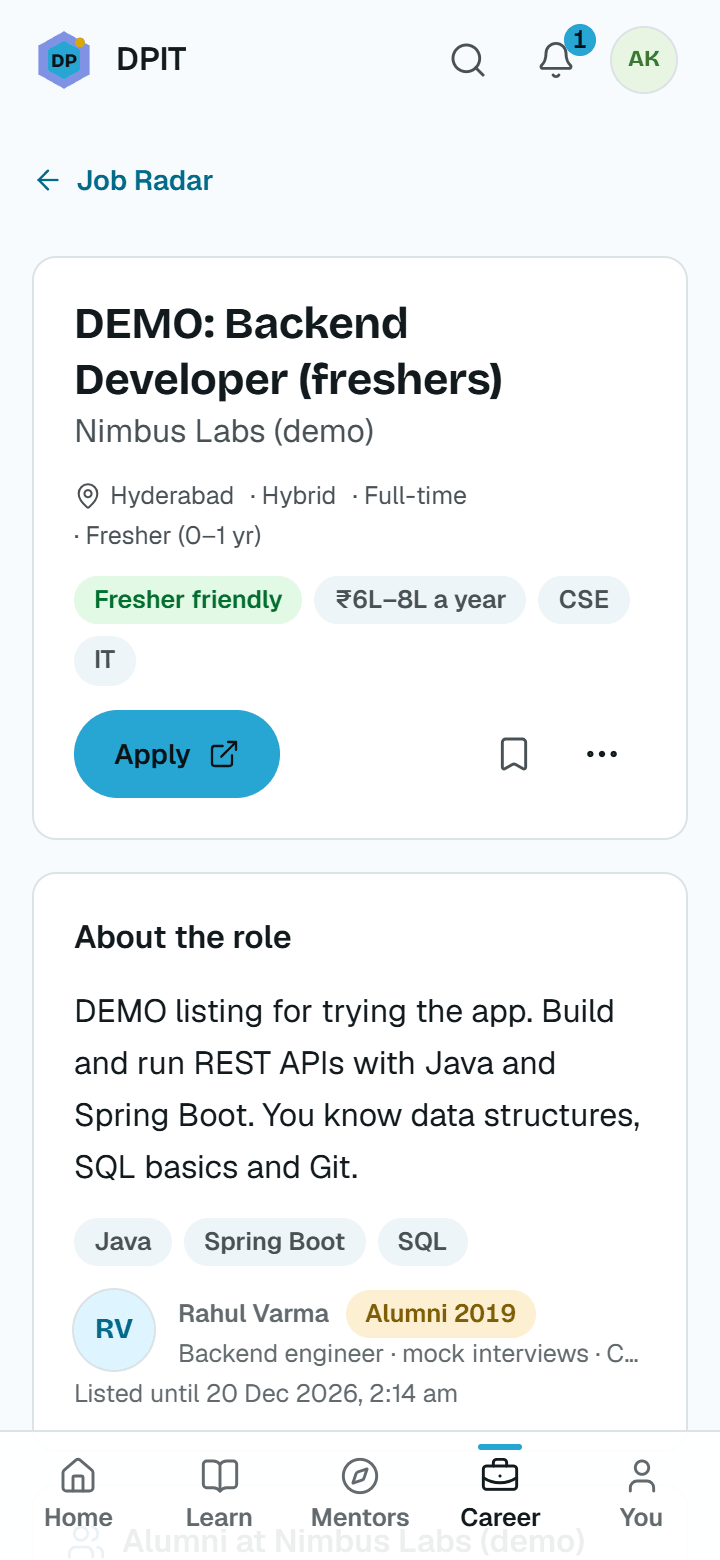 DP DPIT 1 AK
Job Radar
DEMO: Backend
Developer (freshers)
Nimbus Labs (demo)
Hyderabad · Hybrid · Full-time
· Fresher (0–1 yr)
Fresher friendly ₹6L–8L a year CSE
IT
Apply
About the role
DEMO listing for trying the app. Build
and run REST APIs with Java and
Spring Boot. You know data structures,
SQL basics and Git.
Java Spring Boot SQL
RV Rahul Varma Alumni 2019
Backend engineer · mock interviews · C...
Listed until 20 Dec 2026, 2:14 am
Home Learn Mentors Career You
Alumni at Nimbus Labs (demo)